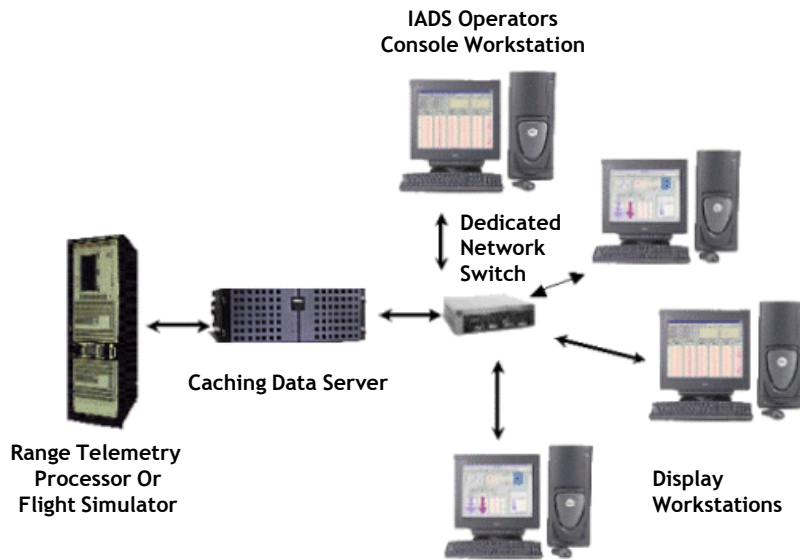 IADS Operators
Console Workstation
Dedicated
Network
Switch
Caching Data Server
Range Telemetry
Processor Or
Flight Simulator
Display
Workstations